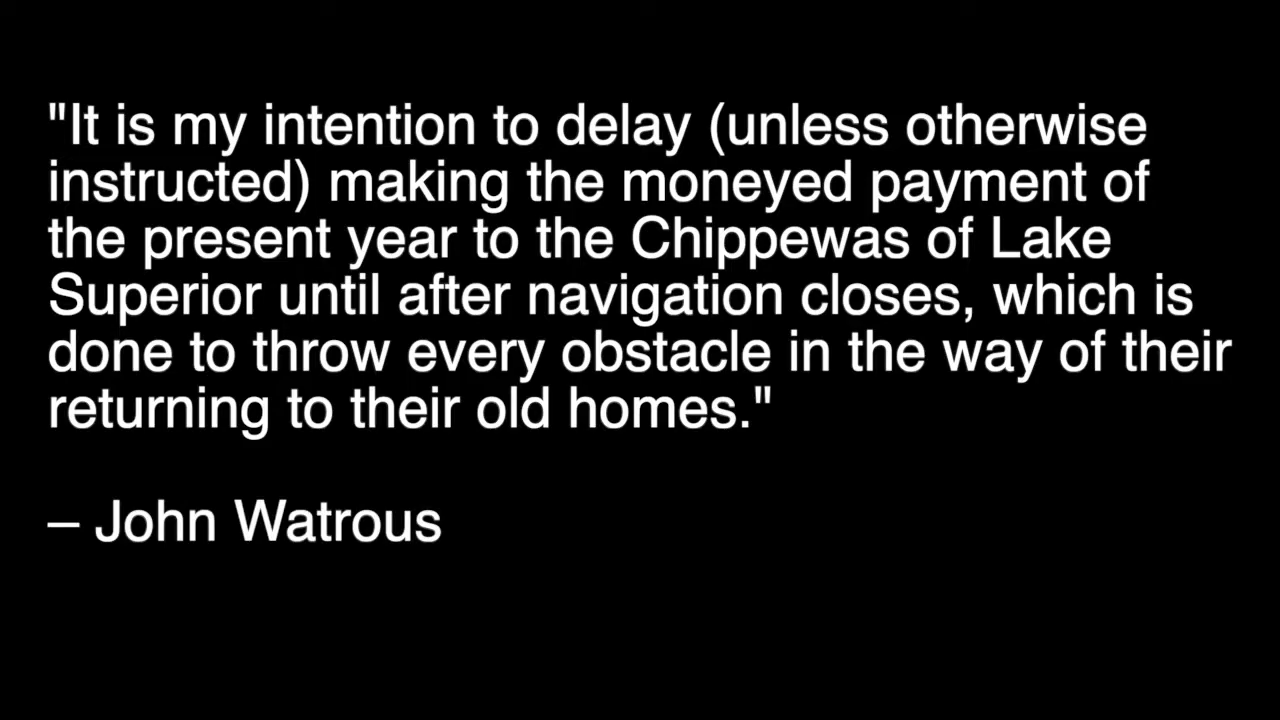 "It is my intention to delay (unless otherwise
instructed) making the moneyed payment of
the present year to the Chippewas of Lake
Superior until after navigation closes, which is
done to throw every obstacle in the way of their
returning to their old homes."
– John Watrous